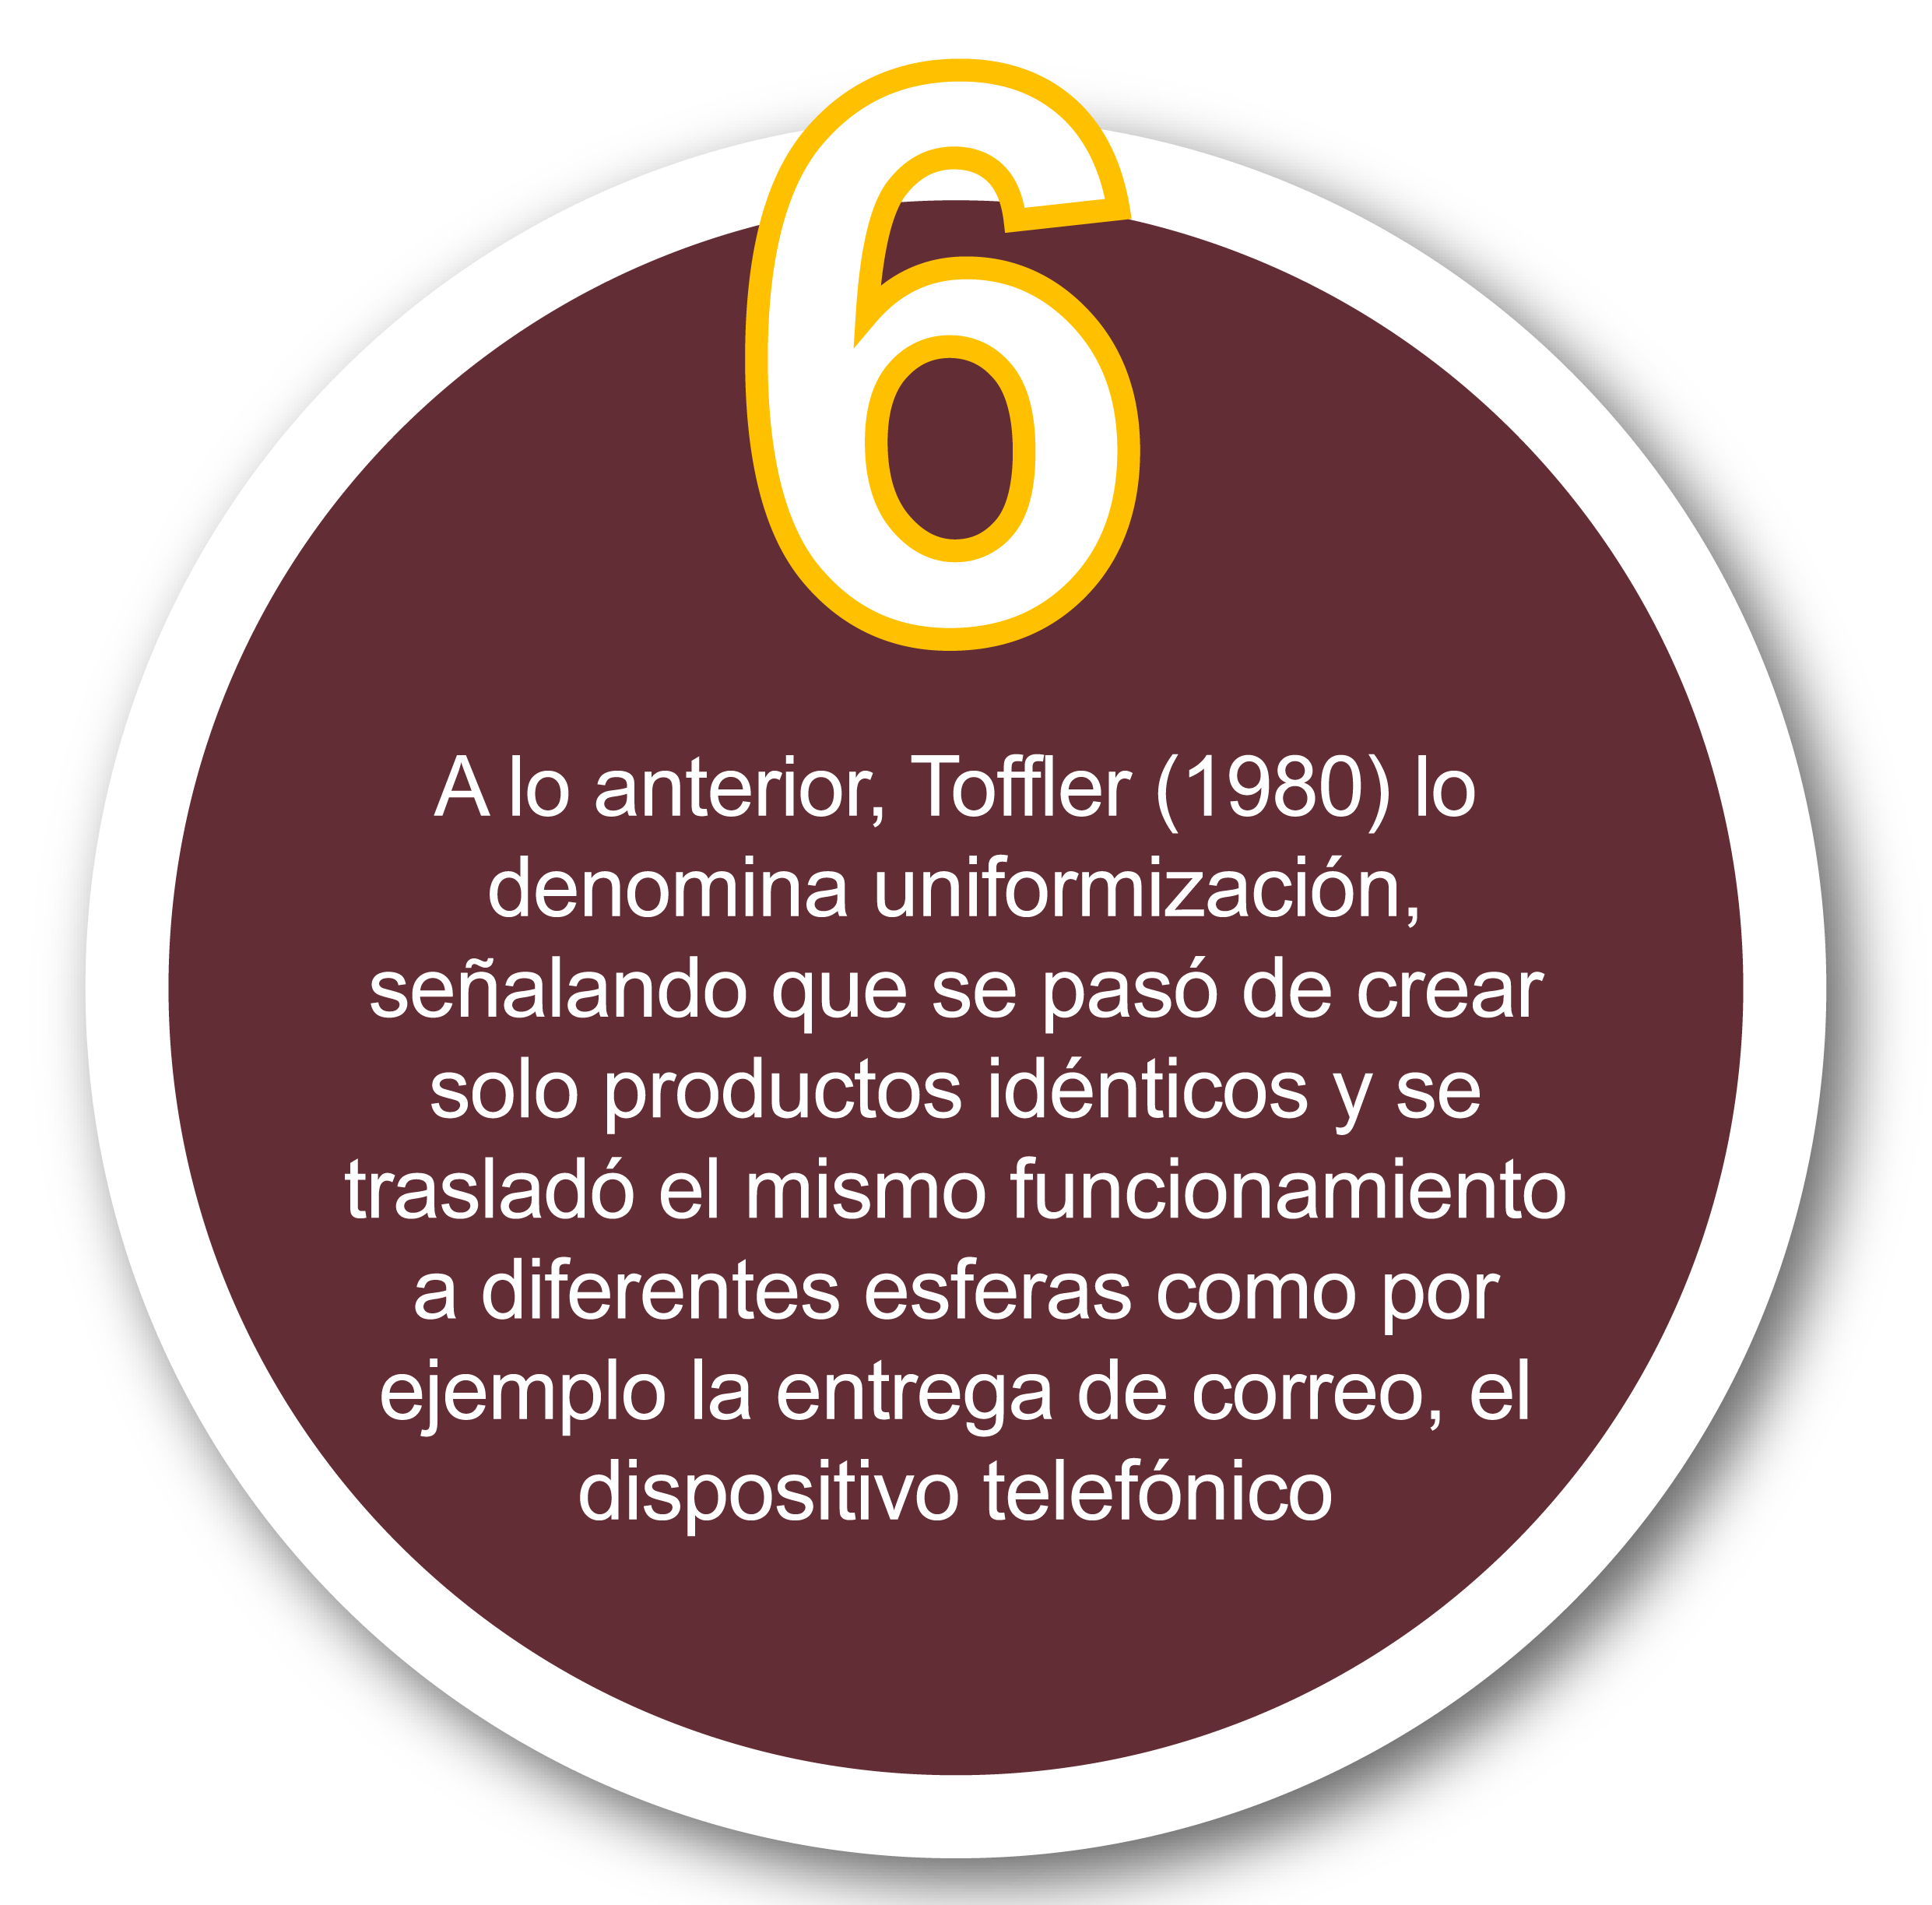 6
A lo anterior, Toffler (1980) lo
denomina uniformización,
señalando que se pasó de crear
solo productos idénticos y se
trasladó el mismo funcionamiento
a diferentes esferas como por
ejemplo la entrega de correo, el
dispositivo telefónico